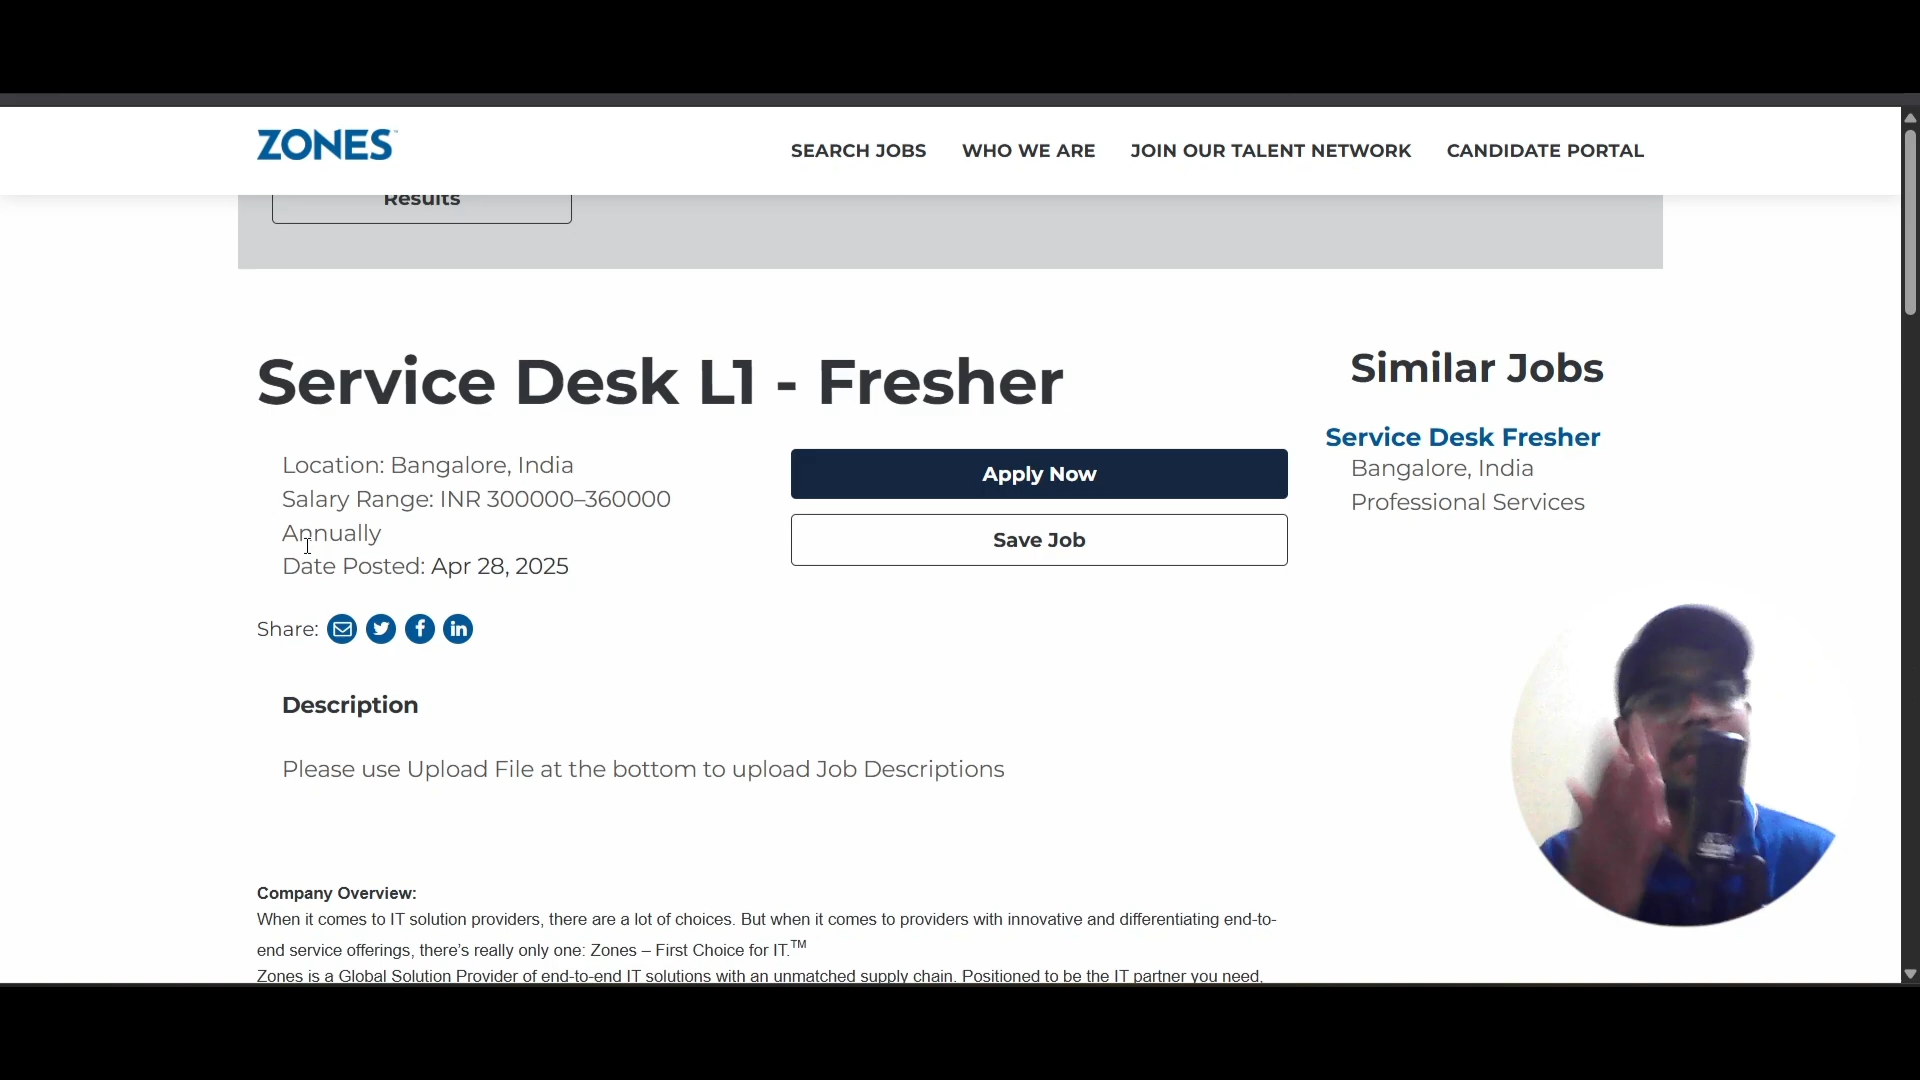 ZONES™
SEARCH JOBS
WHO WE ARE
JOIN OUR TALENT NETWORK
CANDIDATE PORTAL
Results
Service Desk L1 - Fresher
Location: Bangalore, India
Salary Range: INR 300000–360000
Annually
Date Posted: Apr 28, 2025
Apply Now
Save Job
Share:
Similar Jobs
Service Desk Fresher
Bangalore, India
Professional Services
Description
Please use Upload File at the bottom to upload Job Descriptions
Company Overview:
When it comes to IT solution providers, there are a lot of choices. But when it comes to providers with innovative and differentiating end-to-
end service offerings, there’s really only one: Zones – First Choice for IT.™
Zones is a Global Solution Provider of end-to-end IT solutions with an unmatched supply chain. Positioned to be the IT partner you need,